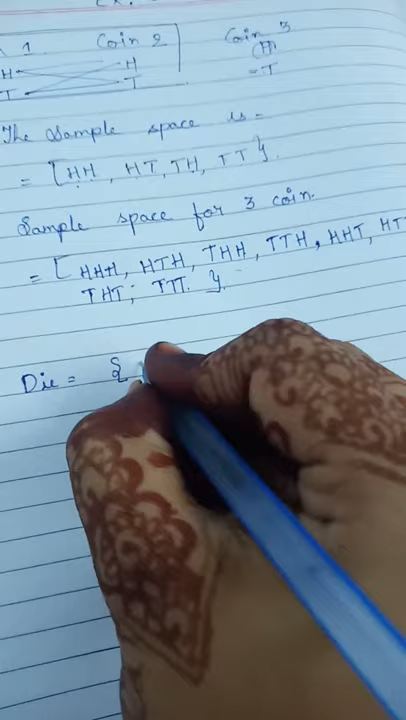 1 Coin 2 Coin 3
H H (H)
T T = T
The Sample space is =
= [HH, HT, TH, TT}.
Sample space for 3 coin.
= [HHH, HTH, THH, TTH, HHT, HT
THT; TTT. }.
Die = {